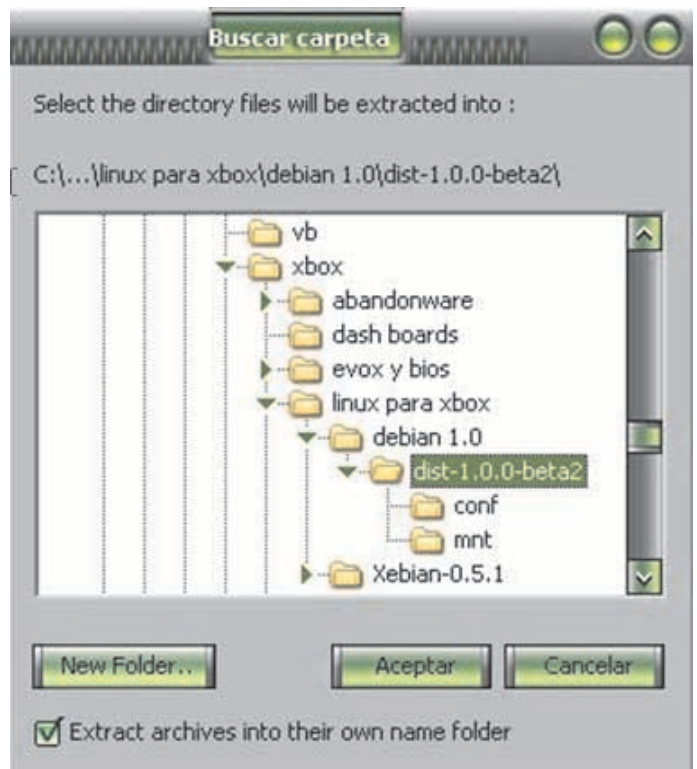 Buscar carpeta
Select the directory files will be extracted into :
C:\...\linux para xbox\debian 1.0\dist-1.0.0-beta2\
vb
xbox
abandonware
dash boards
evox y bios
linux para xbox
debian 1.0
dist-1.0.0-beta2
conf
mnt
Xebian-0.5.1
New Folder..
Aceptar
Cancelar
Extract archives into their own name folder